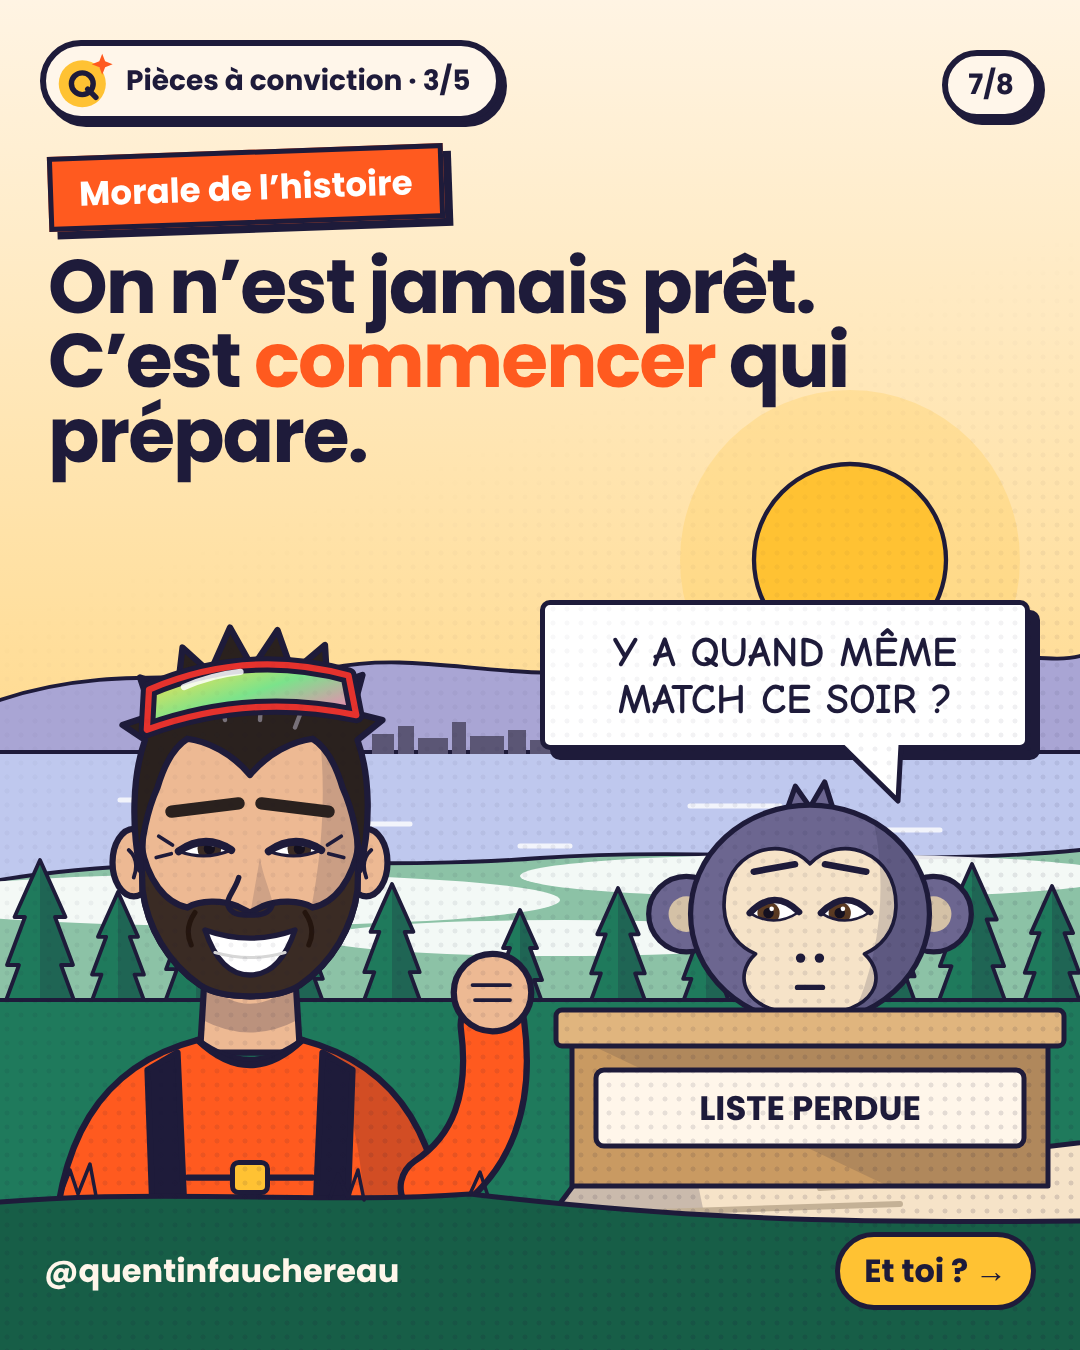 Q Pièces à conviction · 3/5
7/8
Morale de l’histoire
On n’est jamais prêt.
C’est commencer qui
prépare.
Y A QUAND MÊME
MATCH CE SOIR ?
LISTE PERDUE
@quentinfauchereau
Et toi ? →